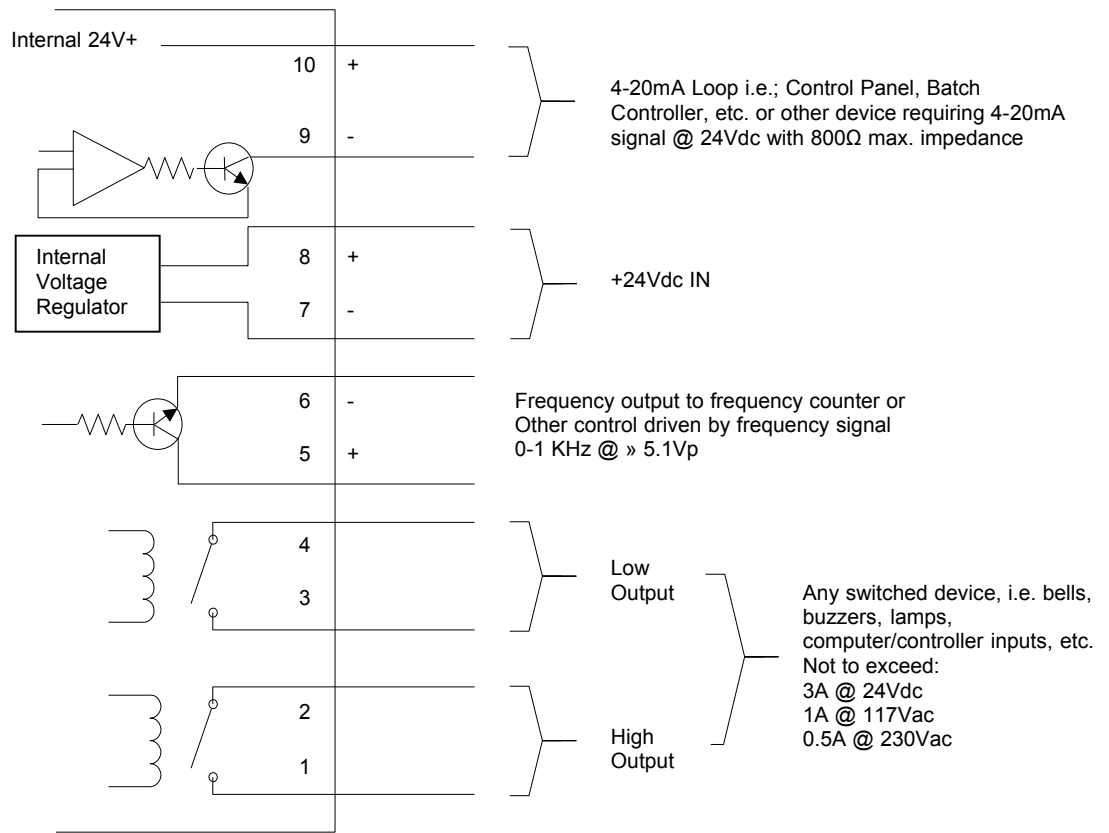 Internal 24V+
10 +
9 -
4-20mA Loop i.e.; Control Panel, Batch
Controller, etc. or other device requiring 4-20mA
signal @ 24Vdc with 800Ω max. impedance
Internal
Voltage
Regulator
8 +
7 -
+24Vdc IN
6 -
5 +
Frequency output to frequency counter or
Other control driven by frequency signal
0-1 KHz @ » 5.1Vp
4
3
Low
Output
2
1
High
Output
Any switched device, i.e. bells,
buzzers, lamps,
computer/controller inputs, etc.
Not to exceed:
3A @ 24Vdc
1A @ 117Vac
0.5A @ 230Vac